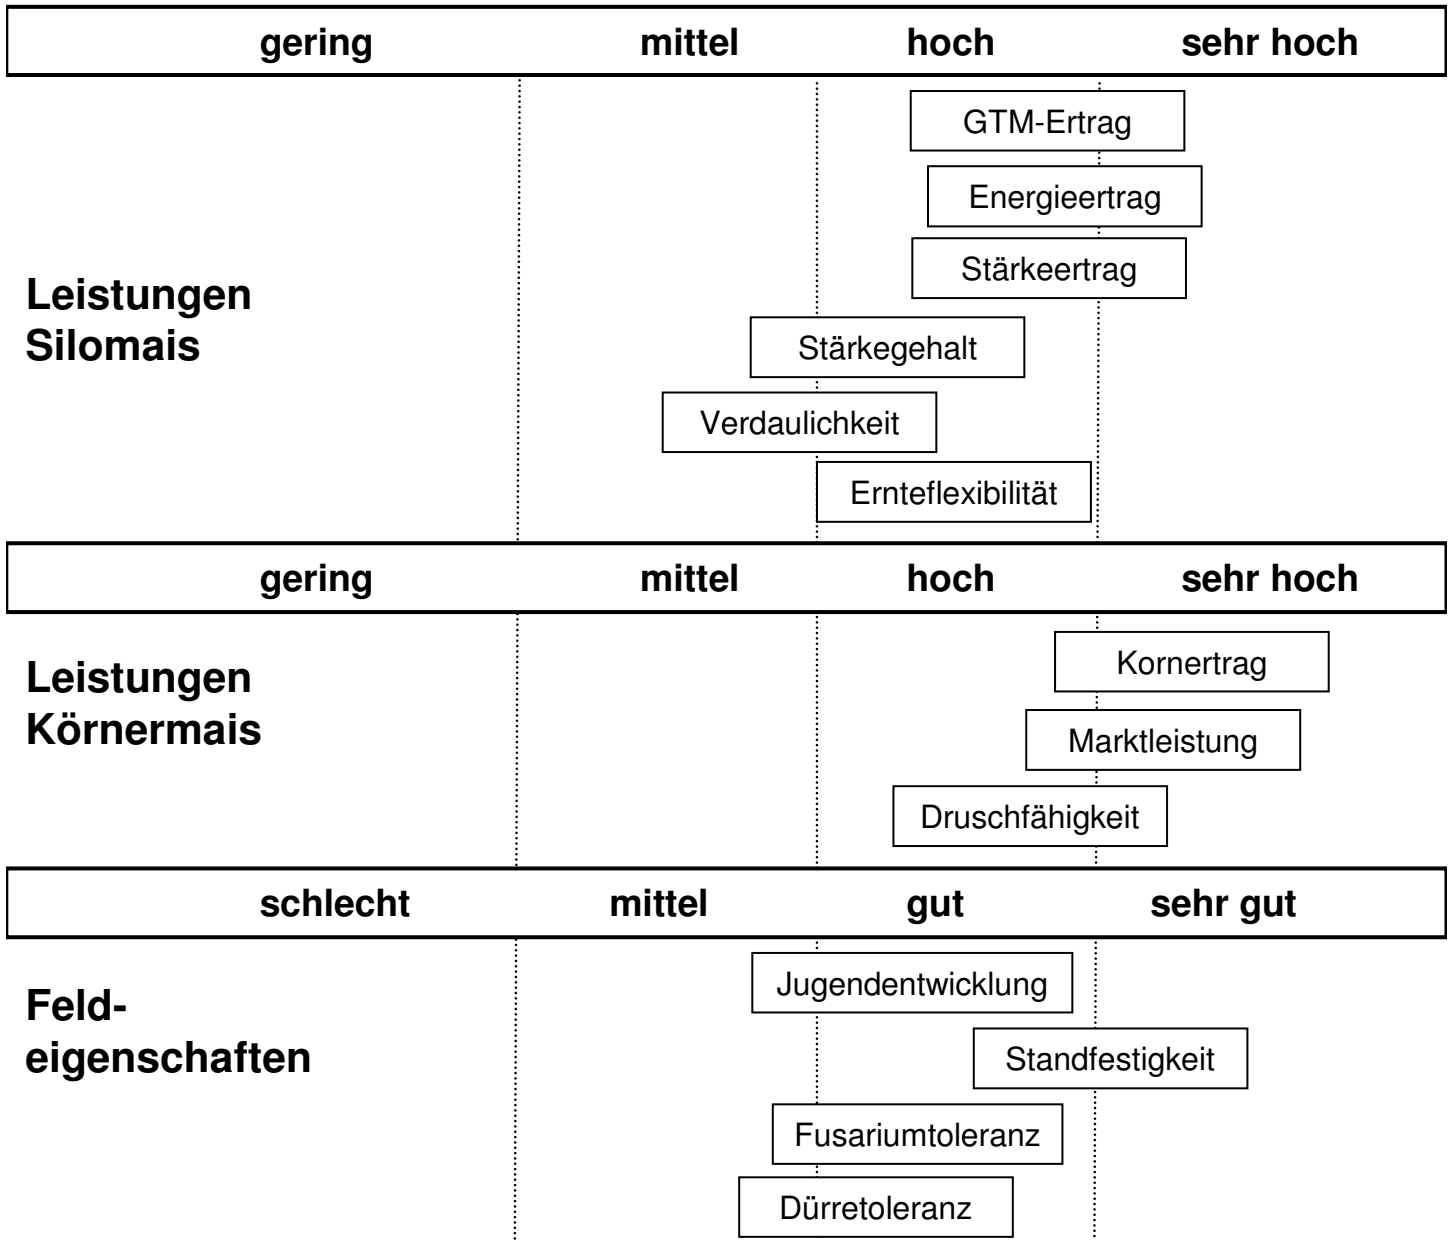 gering mittel hoch sehr hoch
GTM-Ertrag
Energieertrag
Stärkeertrag
Leistungen
Silomais
Stärkegehalt
Verdaulichkeit
Ernteflexibilität
gering mittel hoch sehr hoch
Leistungen
Körnermais
Kornertrag
Marktleistung
Druschfähigkeit
schlecht mittel gut sehr gut
Feld-
eigenschaften
Jugendentwicklung
Standfestigkeit
Fusariumtoleranz
Dürretoleranz